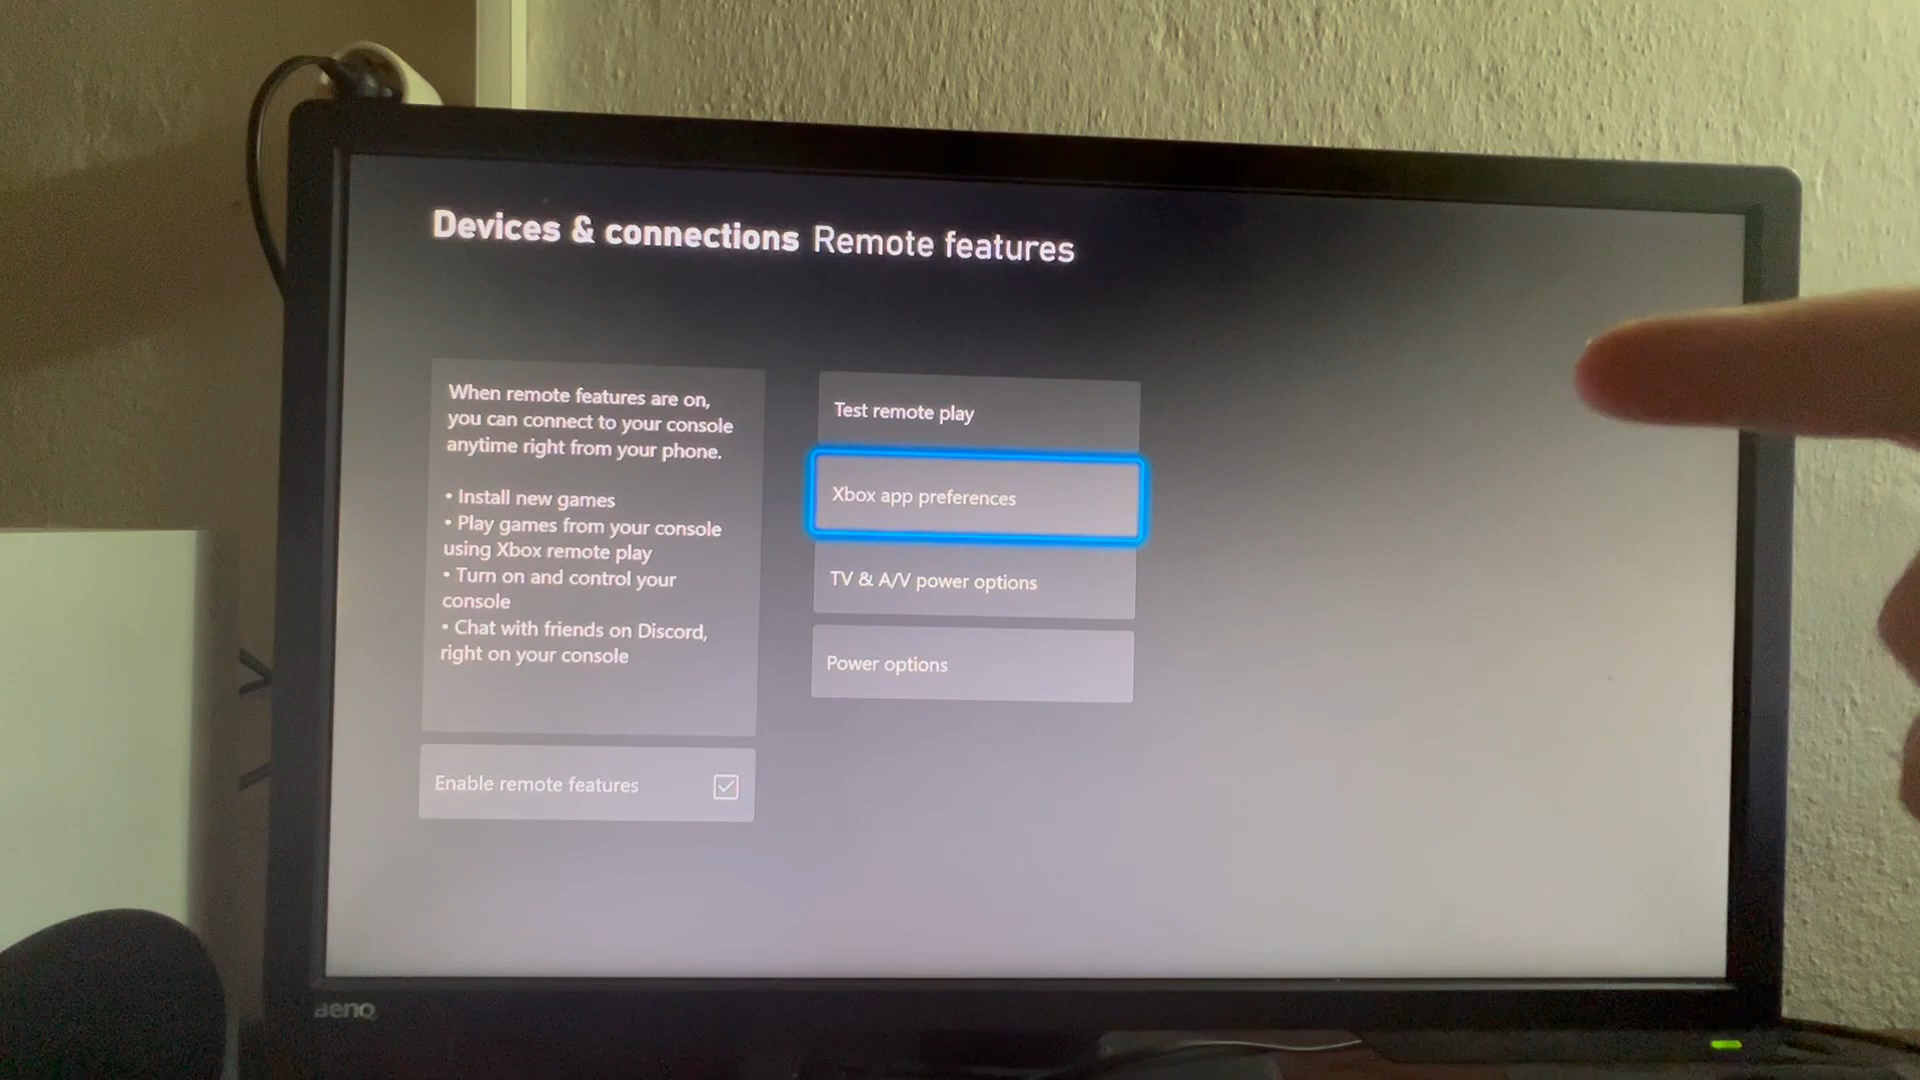 Devices & connections Remote features
When remote features are on,
you can connect to your console
anytime right from your phone.
• Install new games
• Play games from your console
using Xbox remote play
• Turn on and control your
console
• Chat with friends on Discord,
right on your console
Enable remote features
Test remote play
Xbox app preferences
TV & A/V power options
Power options
BenQ